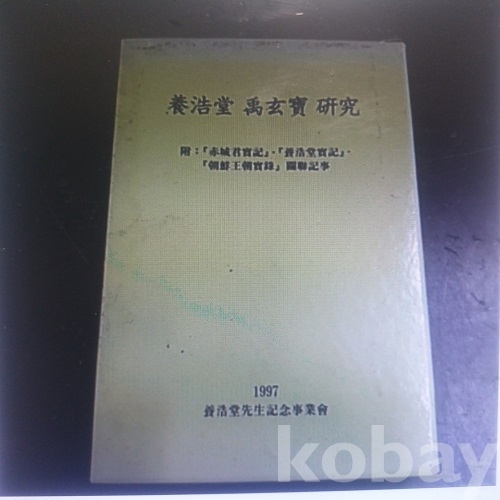 養浩堂 禹玄寶 硏究
附:『赤城君實記』·『養浩堂實記』·
『朝鮮王朝實錄』關聯記事
1997
養浩堂先生記念事業會
kobay